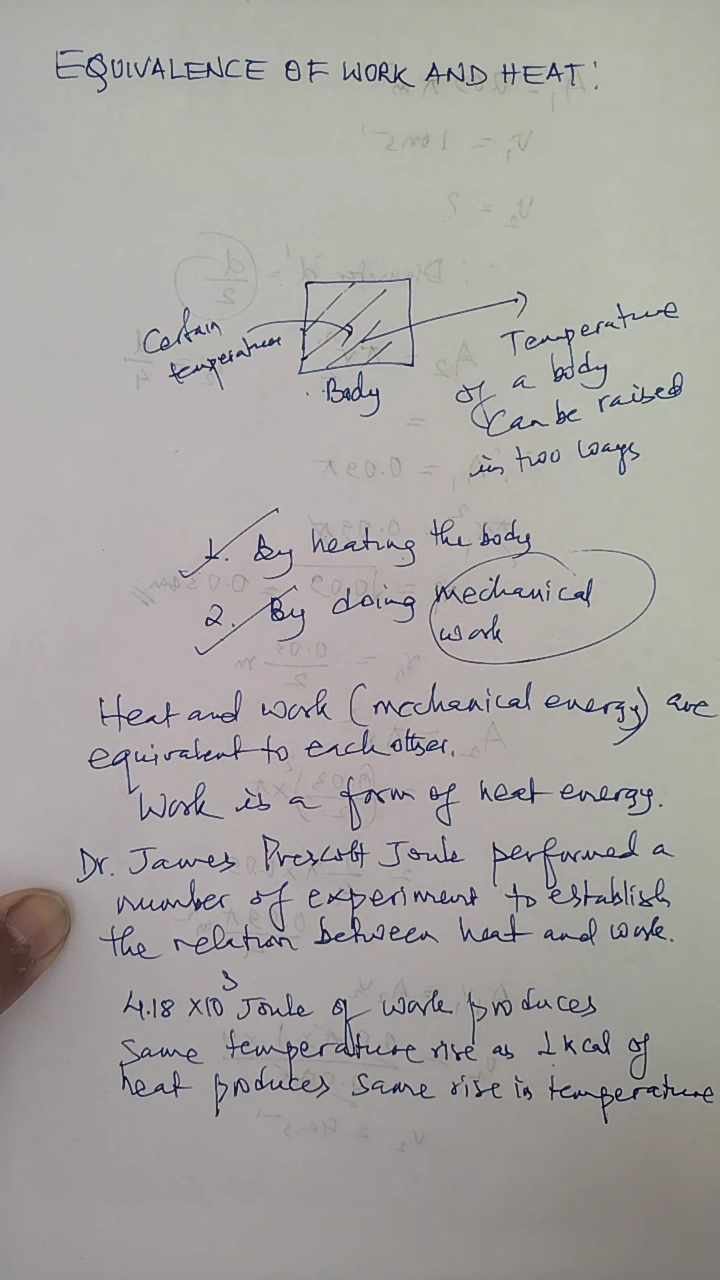 EQUIVALENCE OF WORK AND HEAT:
Certain
temperature
Body
Temperature
of a body
can be raised
in two ways
1. By heating the body
2. By doing mechanical
work
Heat and work (mechanical energy) are
equivalent to each other.
Work is a form of heat energy.
Dr. James Prescott Joule performed a
number of experiment to establish
the relation between heat and work.
4.18 ×10³ Joule of work produces
same temperature rise as 1 kcal of
heat produces same rise in temperature